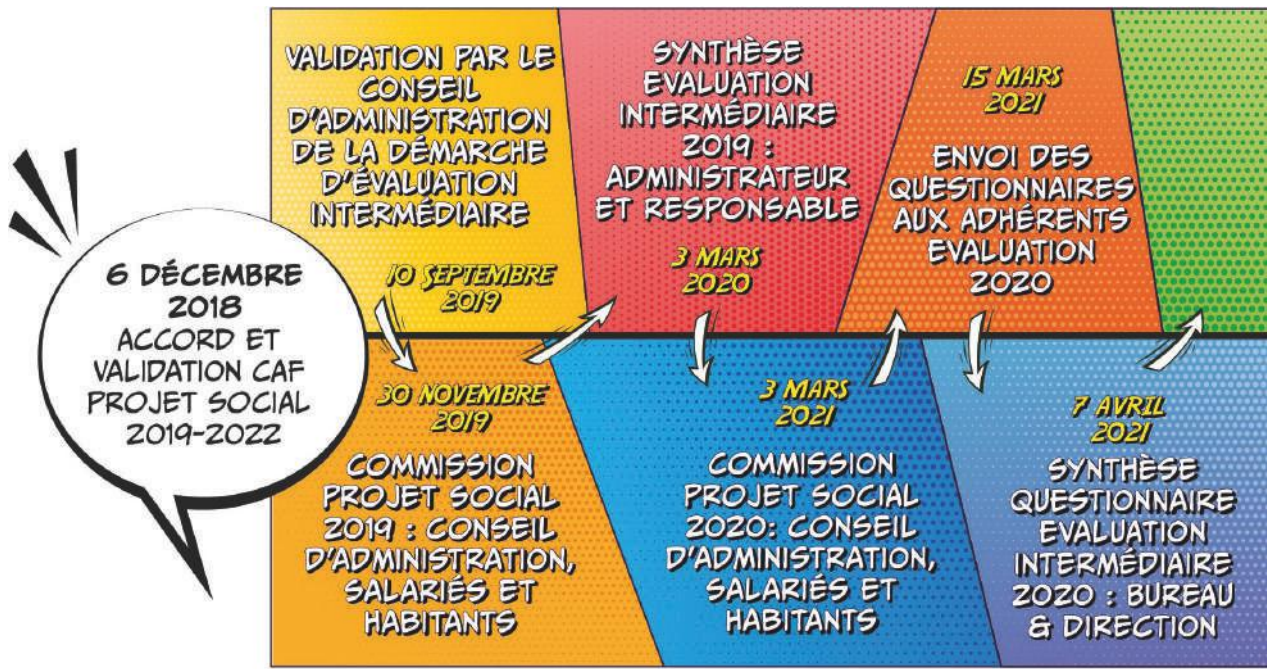 6 DÉCEMBRE
2018
ACCORD ET
VALIDATION CAF
PROJET SOCIAL
2019-2022
VALIDATION PAR LE
CONSEIL
D'ADMINISTRATION
DE LA DÉMARCHE
D'ÉVALUATION
INTERMÉDIAIRE
10 SEPTEMBRE
2019
30 NOVEMBRE
2019
COMMISSION
PROJET SOCIAL
2019 : CONSEIL
D'ADMINISTRATION,
SALARIÉS ET
HABITANTS
SYNTHÈSE
EVALUATION
INTERMÉDIAIRE
2019 :
ADMINISTRATEUR
ET RESPONSABLE
3 MARS
2020
3 MARS
2021
COMMISSION
PROJET SOCIAL
2020: CONSEIL
D'ADMINISTRATION,
SALARIÉS ET
HABITANTS
15 MARS
2021
ENVOI DES
QUESTIONNAIRES
AUX ADHÉRENTS
EVALUATION
2020
7 AVRIL
2021
SYNTHÈSE
QUESTIONNAIRE
EVALUATION
INTERMÉDIAIRE
2020 : BUREAU
& DIRECTION